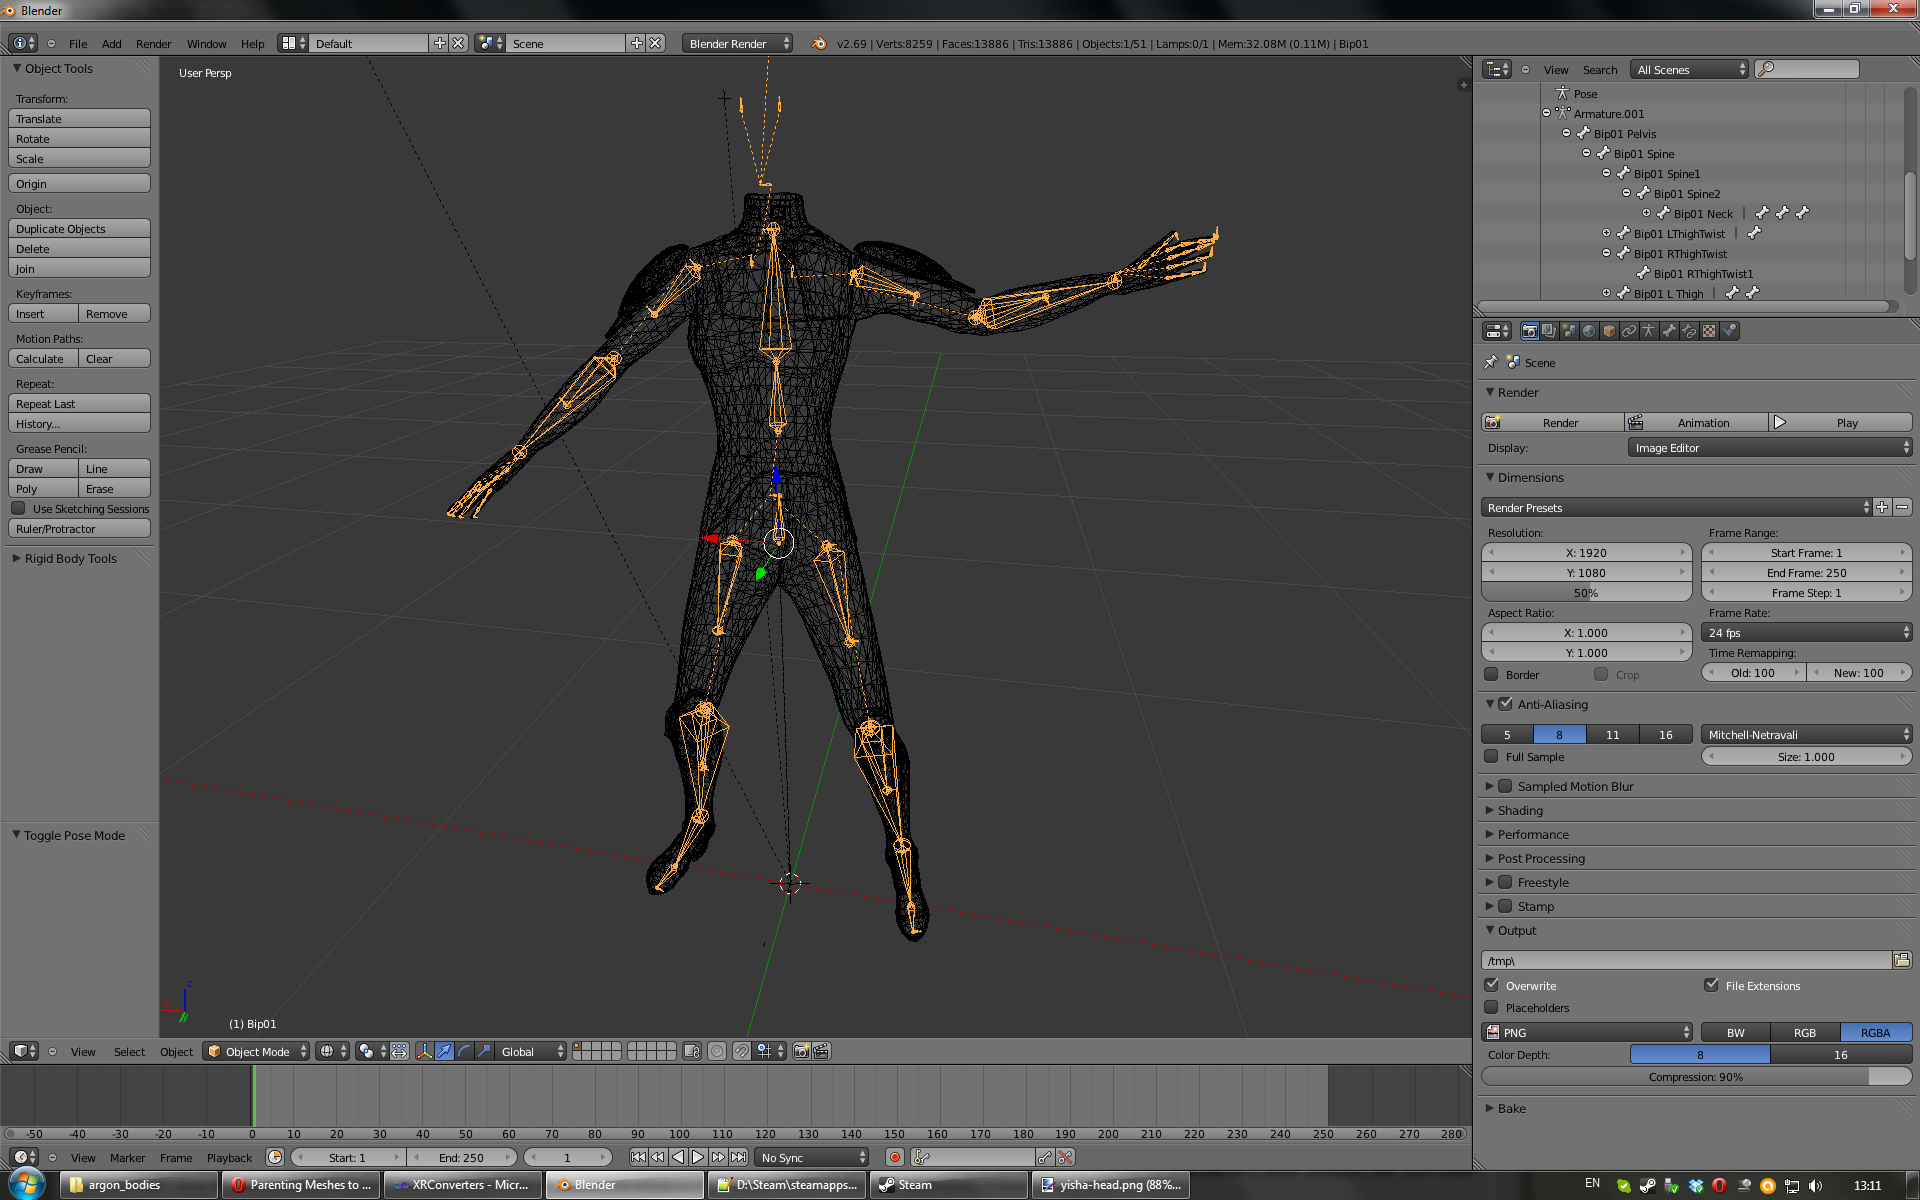 Blender
File Add Render Window Help Default Scene Blender Render v2.69 | Verts:8259 | Faces:13886 | Tris:13886 | Objects:1/51 | Lamps:0/1 | Mem:32.08M (0.11M) | Bip01
Object Tools
Transform:
Translate
Rotate
Scale
Origin
Object:
Duplicate Objects
Delete
Join
Keyframes:
Insert Remove
Motion Paths:
Calculate Clear
Repeat:
Repeat Last
History...
Grease Pencil:
Draw Line
Poly Erase
Use Sketching Sessions
Ruler/Protractor
Rigid Body Tools
Toggle Pose Mode
User Persp
z
(1) Bip01
View Select Object Object Mode Global
-50 -40 -30 -20 -10 0 10 20 30 40 50 60 70 80 90 100 110 120 130 140 150 160 170 180 190 200 210 220 230 240 250 260 270 280
View Marker Frame Playback Start: 1 End: 250 1 No Sync
View Search All Scenes
Pose
Armature.001
Bip01 Pelvis
Bip01 Spine
Bip01 Spine1
Bip01 Spine2
Bip01 Neck
Bip01 LThighTwist
Bip01 RThighTwist
Bip01 RThighTwist1
Bip01 L Thigh
Scene
Render
Render Animation Play
Display: Image Editor
Dimensions
Render Presets
Resolution: Frame Range:
X: 1920 Start Frame: 1
Y: 1080 End Frame: 250
50% Frame Step: 1
Aspect Ratio: Frame Rate:
X: 1.000 24 fps
Y: 1.000 Time Remapping:
Border Crop Old: 100 New: 100
Anti-Aliasing
5 8 11 16 Mitchell-Netravali
Full Sample Size: 1.000
Sampled Motion Blur
Shading
Performance
Post Processing
Freestyle
Stamp
Output
/tmp\
Overwrite File Extensions
Placeholders
PNG BW RGB RGBA
Color Depth: 8 16
Compression: 90%
Bake
argon_bodies Parenting Meshes to ... XRConverters - Micr... Blender D:\Steam\steamapps... Steam yisha-head.png (88%... EN 13:11